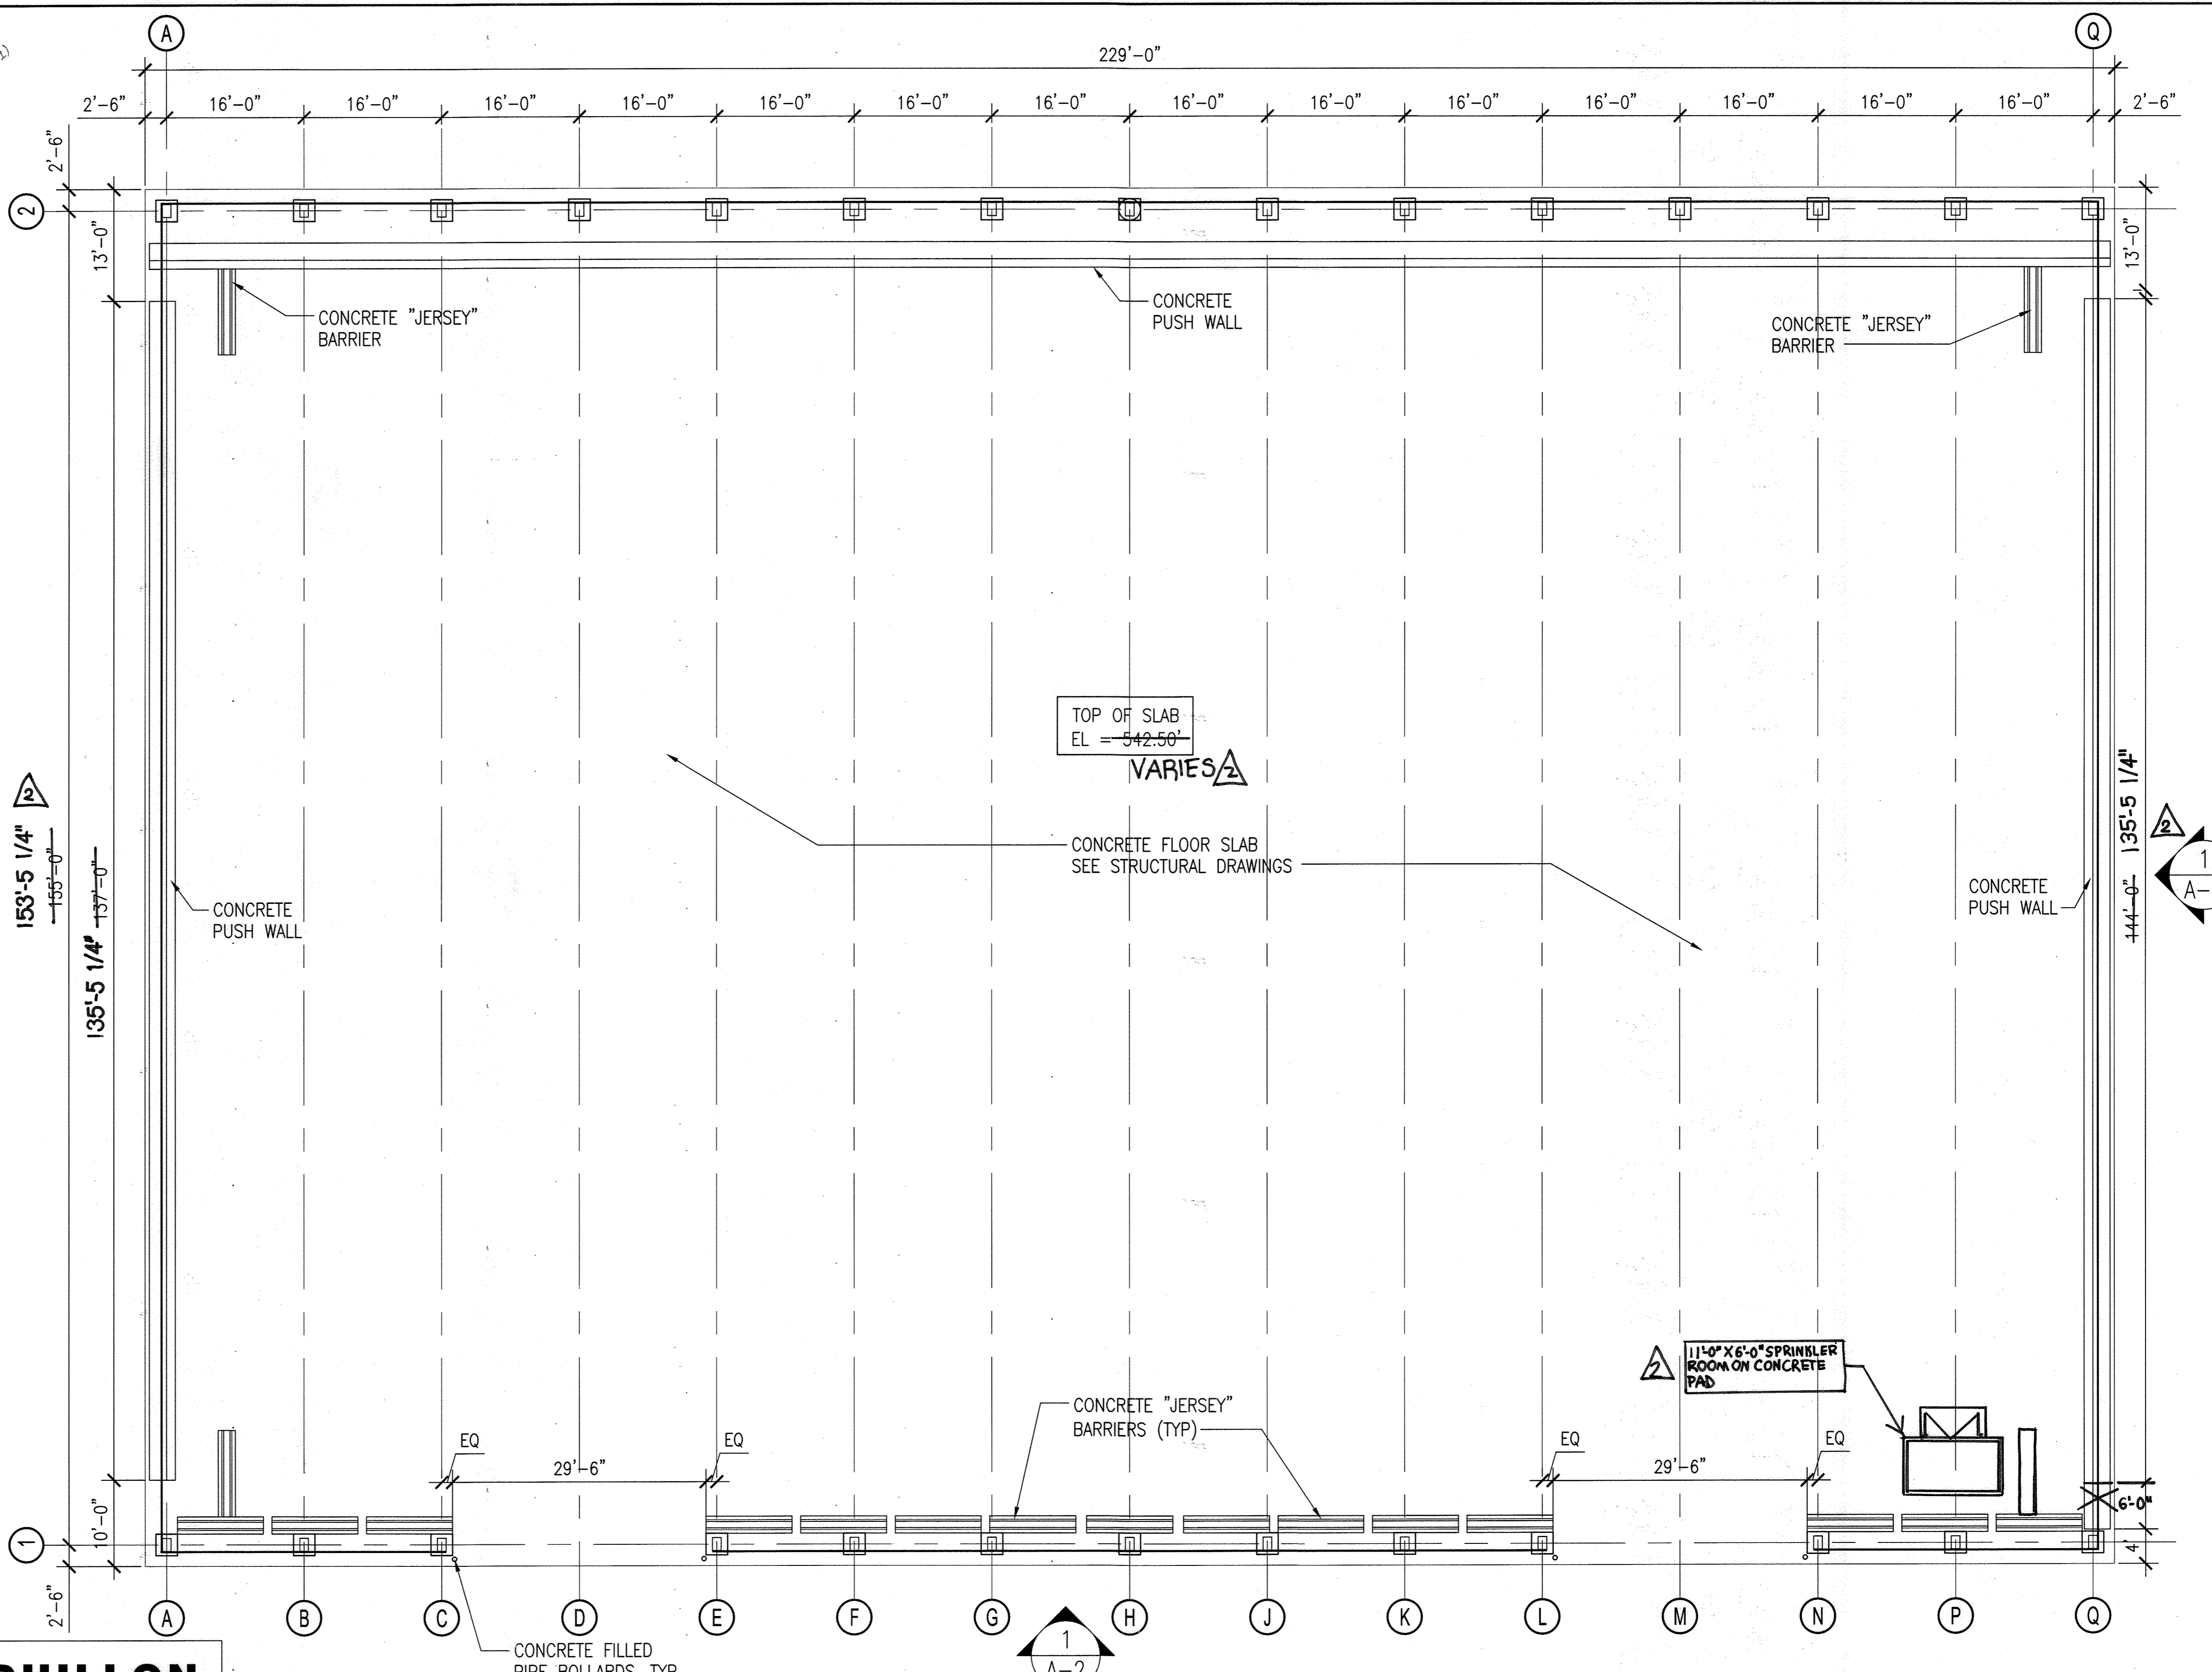 A
Q
229'-0"
2'-6"
16'-0"
16'-0"
16'-0"
16'-0"
16'-0"
16'-0"
16'-0"
16'-0"
16'-0"
16'-0"
16'-0"
16'-0"
16'-0"
16'-0"
2'-6"
2'-6"
2
13'-0"
13'-0"
CONCRETE "JERSEY"
BARRIER
CONCRETE
PUSH WALL
CONCRETE "JERSEY"
BARRIER
TOP OF SLAB
EL = 542.50'
VARIES 2
CONCRETE FLOOR SLAB
SEE STRUCTURAL DRAWINGS
2
153'-5 1/4"
155'-0"
135'-5 1/4" 137'-0"
CONCRETE
PUSH WALL
CONCRETE
PUSH WALL
144'-0" 135'-5 1/4"
2
1
A-
2
11'-0" X 6'-0" SPRINKLER
ROOM ON CONCRETE
PAD
CONCRETE "JERSEY"
BARRIERS (TYP)
EQ
29'-6"
EQ
EQ
29'-6"
EQ
6'-0"
4'
10'-0"
1
2'-6"
A
B
C
D
E
F
G
H
J
K
L
M
N
P
Q
CONCRETE FILLED
PIPE BOLLARDS, TYP
1
A-2